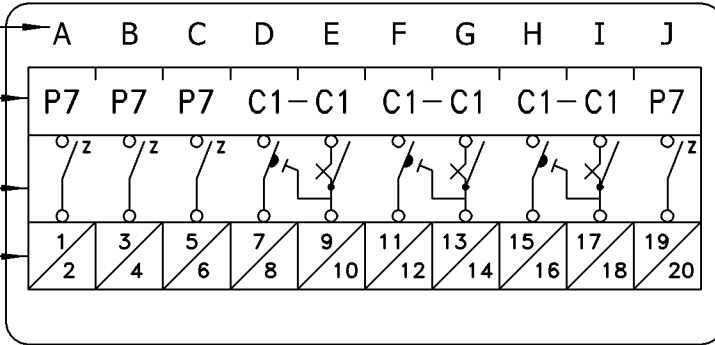 A B C D E F G H I J
P7 P7 P7 C1-C1 C1-C1 C1-C1 P7
z z z z
1 3 5 7 9 11 13 15 17 19
2 4 6 8 10 12 14 16 18 20